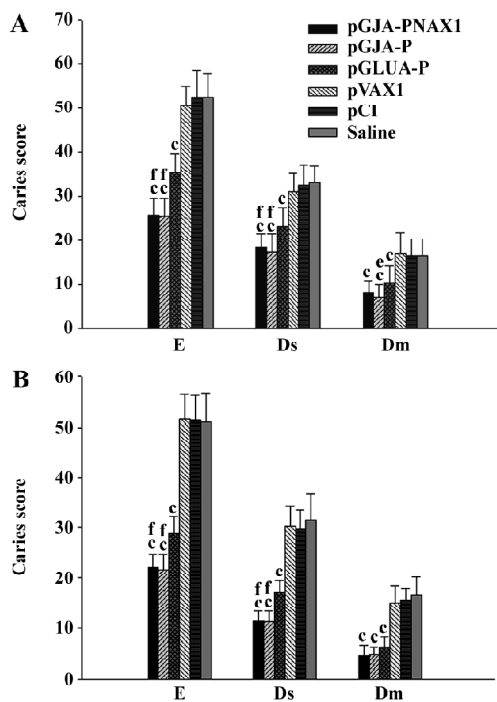 A
70
60
50
40
30
20
10
0
Caries score
pGJA-PNAX1
pGJA-P
pGLUA-P
pVAX1
pCI
Saline
f f c
c c
f f c
c c
c e c
c
E Ds Dm
B
60
50
40
30
20
10
0
Caries score
f f c
c c
f f c
c c
c c c
E Ds Dm